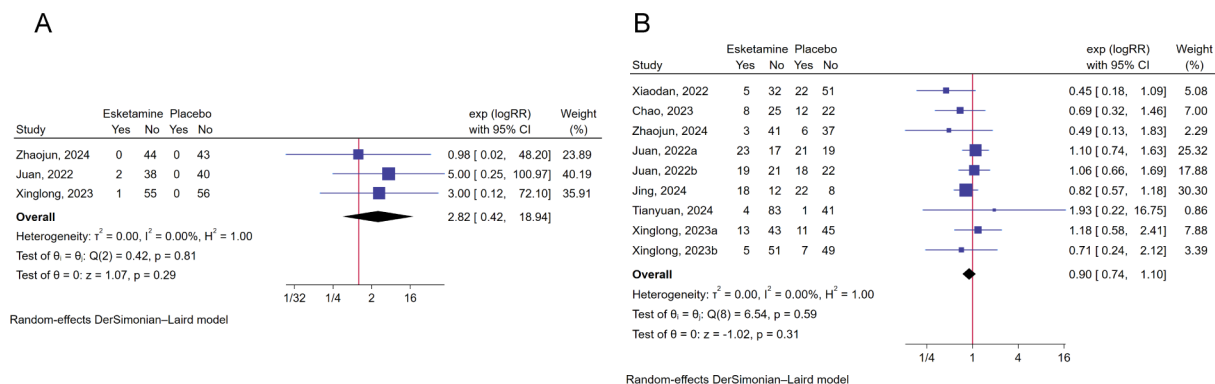 A
Esketamine Placebo exp (logRR) Weight
Study Yes No Yes No with 95% CI (%)
Zhaojun, 2024 0 44 0 43 0.98 [ 0.02, 48.20] 23.89
Juan, 2022 2 38 0 40 5.00 [ 0.25, 100.97] 40.19
Xinglong, 2023 1 55 0 56 3.00 [ 0.12, 72.10] 35.91
Overall 2.82 [ 0.42, 18.94]
Heterogeneity: τ² = 0.00, I² = 0.00%, H² = 1.00
Test of θᵢ = θⱼ: Q(2) = 0.42, p = 0.81
Test of θ = 0: z = 1.07, p = 0.29
1/32 1/4 2 16
Random-effects DerSimonian–Laird model
B
Esketamine Placebo exp (logRR) Weight
Study Yes No Yes No with 95% CI (%)
Xiaodan, 2022 5 32 22 51 0.45 [ 0.18, 1.09] 5.08
Chao, 2023 8 25 12 22 0.69 [ 0.32, 1.46] 7.00
Zhaojun, 2024 3 41 6 37 0.49 [ 0.13, 1.83] 2.29
Juan, 2022a 23 17 21 19 1.10 [ 0.74, 1.63] 25.32
Juan, 2022b 19 21 18 22 1.06 [ 0.66, 1.69] 17.88
Jing, 2024 18 12 22 8 0.82 [ 0.57, 1.18] 30.30
Tianyuan, 2024 4 83 1 41 1.93 [ 0.22, 16.75] 0.86
Xinglong, 2023a 13 43 11 45 1.18 [ 0.58, 2.41] 7.88
Xinglong, 2023b 5 51 7 49 0.71 [ 0.24, 2.12] 3.39
Overall 0.90 [ 0.74, 1.10]
Heterogeneity: τ² = 0.00, I² = 0.00%, H² = 1.00
Test of θᵢ = θⱼ: Q(8) = 6.54, p = 0.59
Test of θ = 0: z = -1.02, p = 0.31
1/4 1 4 16
Random-effects DerSimonian–Laird model